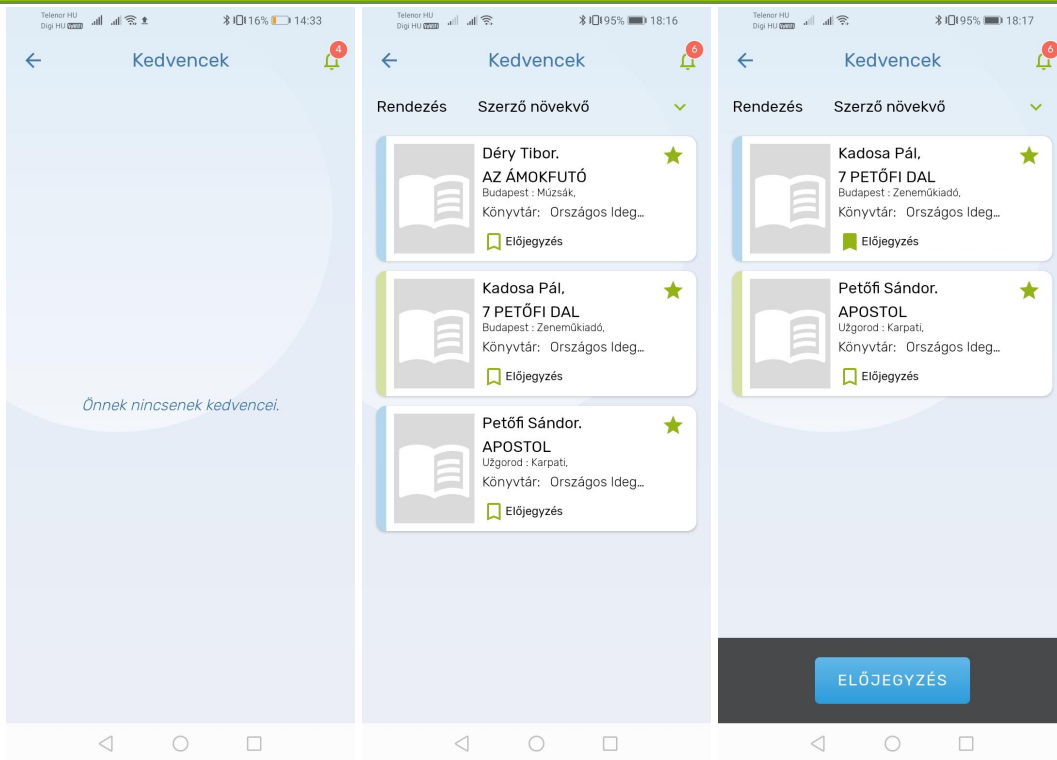 Telenor HU
Digi HU VoWiFi
16%
14:33
Kedvencek
4
Önnek nincsenek kedvencei.
Telenor HU
Digi HU VoWiFi
95%
18:16
Kedvencek
6
Rendezés Szerző növekvő
Déry Tibor.
AZ ÁMOKFUTÓ
Budapest : Múzsák,
Könyvtár: Országos Ideg...
Előjegyzés
Kadosa Pál,
7 PETŐFI DAL
Budapest : Zeneműkiadó,
Könyvtár: Országos Ideg...
Előjegyzés
Petőfi Sándor.
APOSTOL
Užgorod : Karpati,
Könyvtár: Országos Ideg...
Előjegyzés
Telenor HU
Digi HU VoWiFi
95%
18:17
Kedvencek
6
Rendezés Szerző növekvő
Kadosa Pál,
7 PETŐFI DAL
Budapest : Zeneműkiadó,
Könyvtár: Országos Ideg...
Előjegyzés
Petőfi Sándor.
APOSTOL
Užgorod : Karpati,
Könyvtár: Országos Ideg...
Előjegyzés
ELŐJEGYZÉS